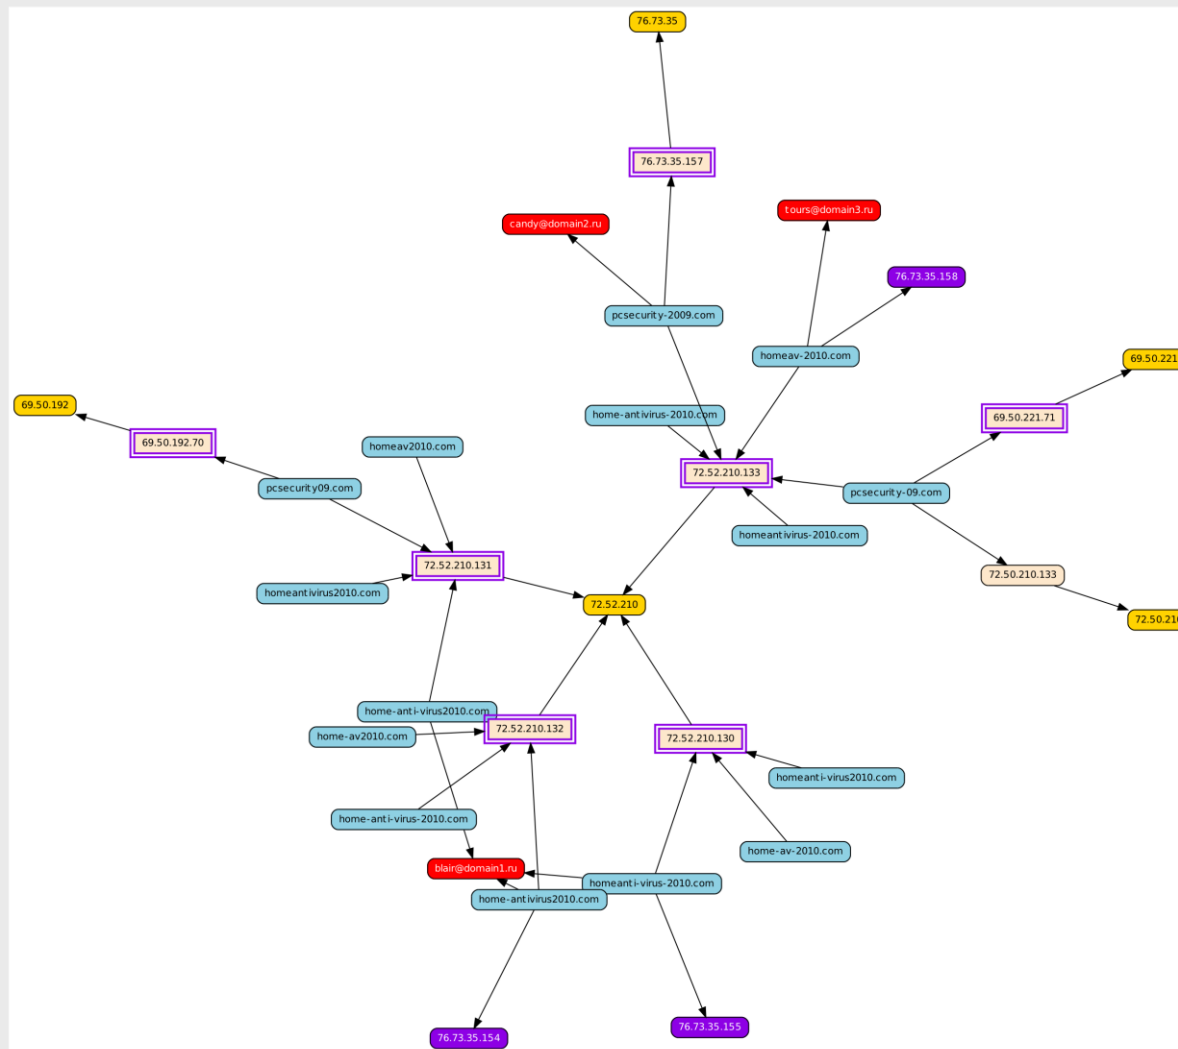 76.73.35
76.73.35.157
tours@domain3.ru
candy@domain2.ru
76.73.35.158
pcsecurity-2009.com
homeav-2010.com
69.50.221
69.50.192
home-antivirus-2010.com
69.50.221.71
69.50.192.70
homeav2010.com
72.52.210.133
pcsecurity09.com
pcsecurity-09.com
homeantivirus-2010.com
72.52.210.131
72.50.210.133
homeantivirus2010.com
72.52.210
72.50.210
home-anti-virus2010.com
72.52.210.132
home-av2010.com
72.52.210.130
homeanti-virus2010.com
home-anti-virus-2010.com
home-av-2010.com
blair@domain1.ru
homeanti-virus-2010.com
home-antivirus2010.com
76.73.35.155
76.73.35.154